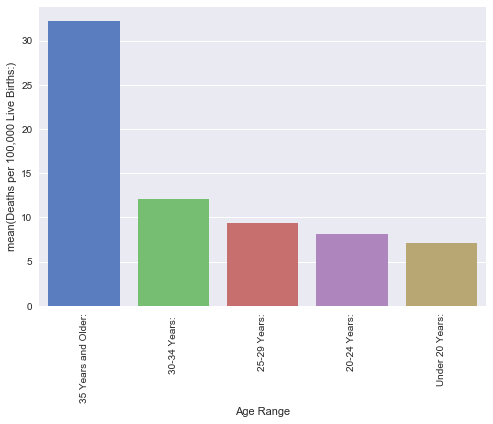 mean(Deaths per 100,000 Live Births:)
30
25
20
15
10
5
0
35 Years and Older:
30-34 Years:
25-29 Years:
20-24 Years:
Under 20 Years:
Age Range